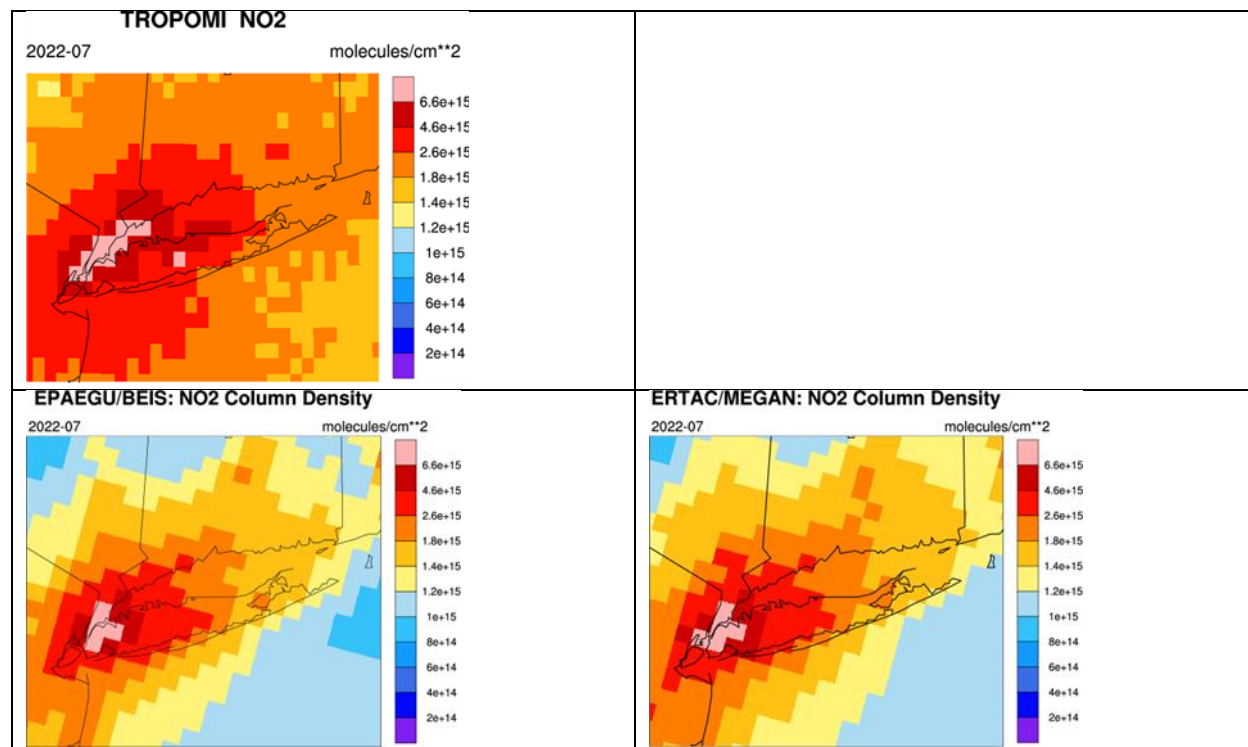 TROPOMI NO2
2022-07 molecules/cm**2
6.6e+15
4.6e+15
2.6e+15
1.8e+15
1.4e+15
1.2e+15
1e+15
8e+14
6e+14
4e+14
2e+14
EPAEGU/BEIS: NO2 Column Density
2022-07 molecules/cm**2
6.6e+15
4.6e+15
2.6e+15
1.8e+15
1.4e+15
1.2e+15
1e+15
8e+14
6e+14
4e+14
2e+14
ERTAC/MEGAN: NO2 Column Density
2022-07 molecules/cm**2
6.6e+15
4.6e+15
2.6e+15
1.8e+15
1.4e+15
1.2e+15
1e+15
8e+14
6e+14
4e+14
2e+14